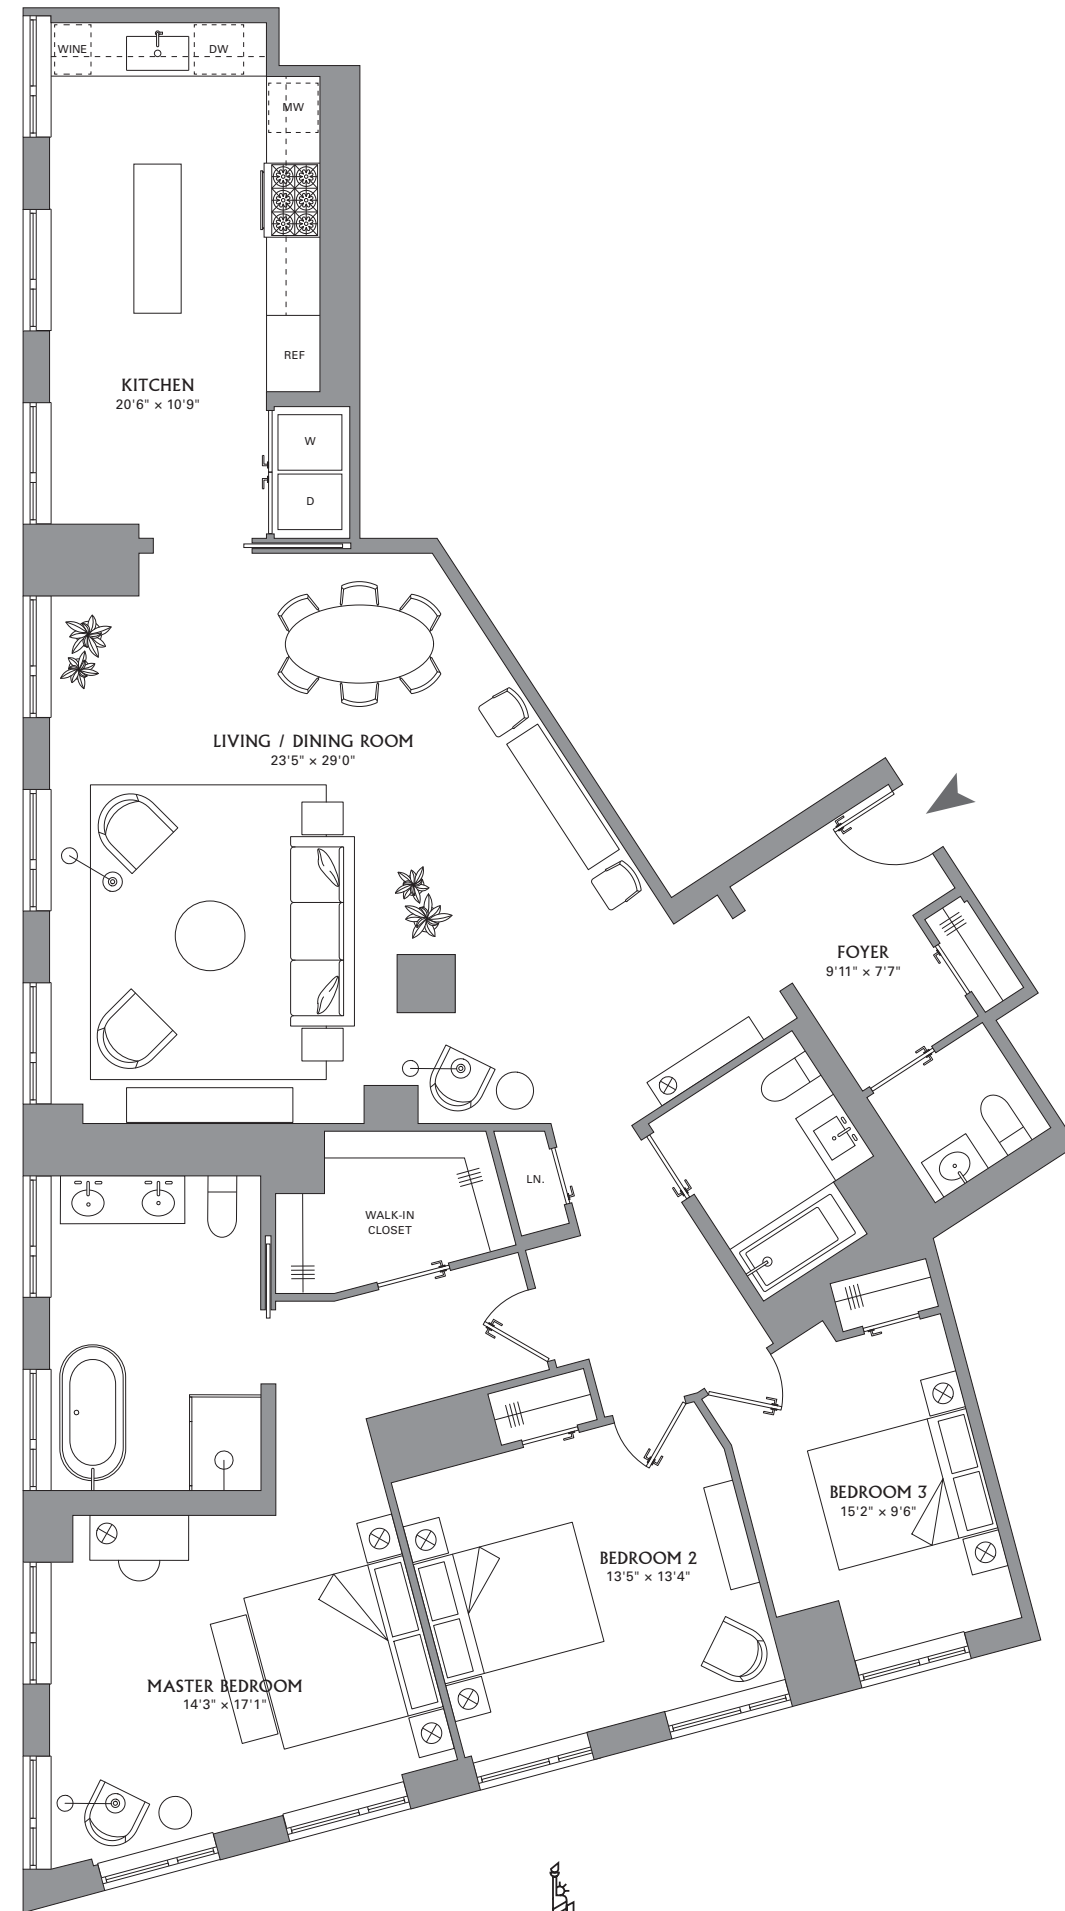 WINE
DW
MW
REF
KITCHEN
20'6" × 10'9"
W
D
LIVING / DINING ROOM
23'5" × 29'0"
FOYER
9'11" × 7'7"
LN.
WALK-IN
CLOSET
BEDROOM 3
15'2" × 9'6"
BEDROOM 2
13'5" × 13'4"
MASTER BEDROOM
14'3" × 17'1"